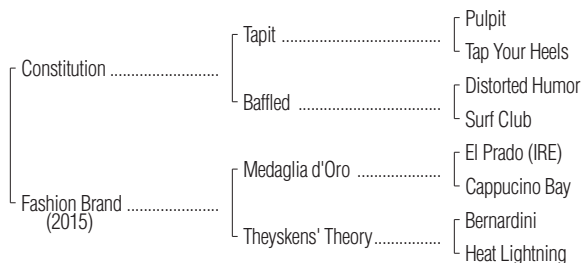 Pulpit
Tapit
Tap Your Heels
Constitution
Distorted Humor
Baffled
Surf Club
El Prado (IRE)
Medaglia d'Oro
Cappucino Bay
Fashion Brand
(2015)
Bernardini
Theyskens' Theory
Heat Lightning